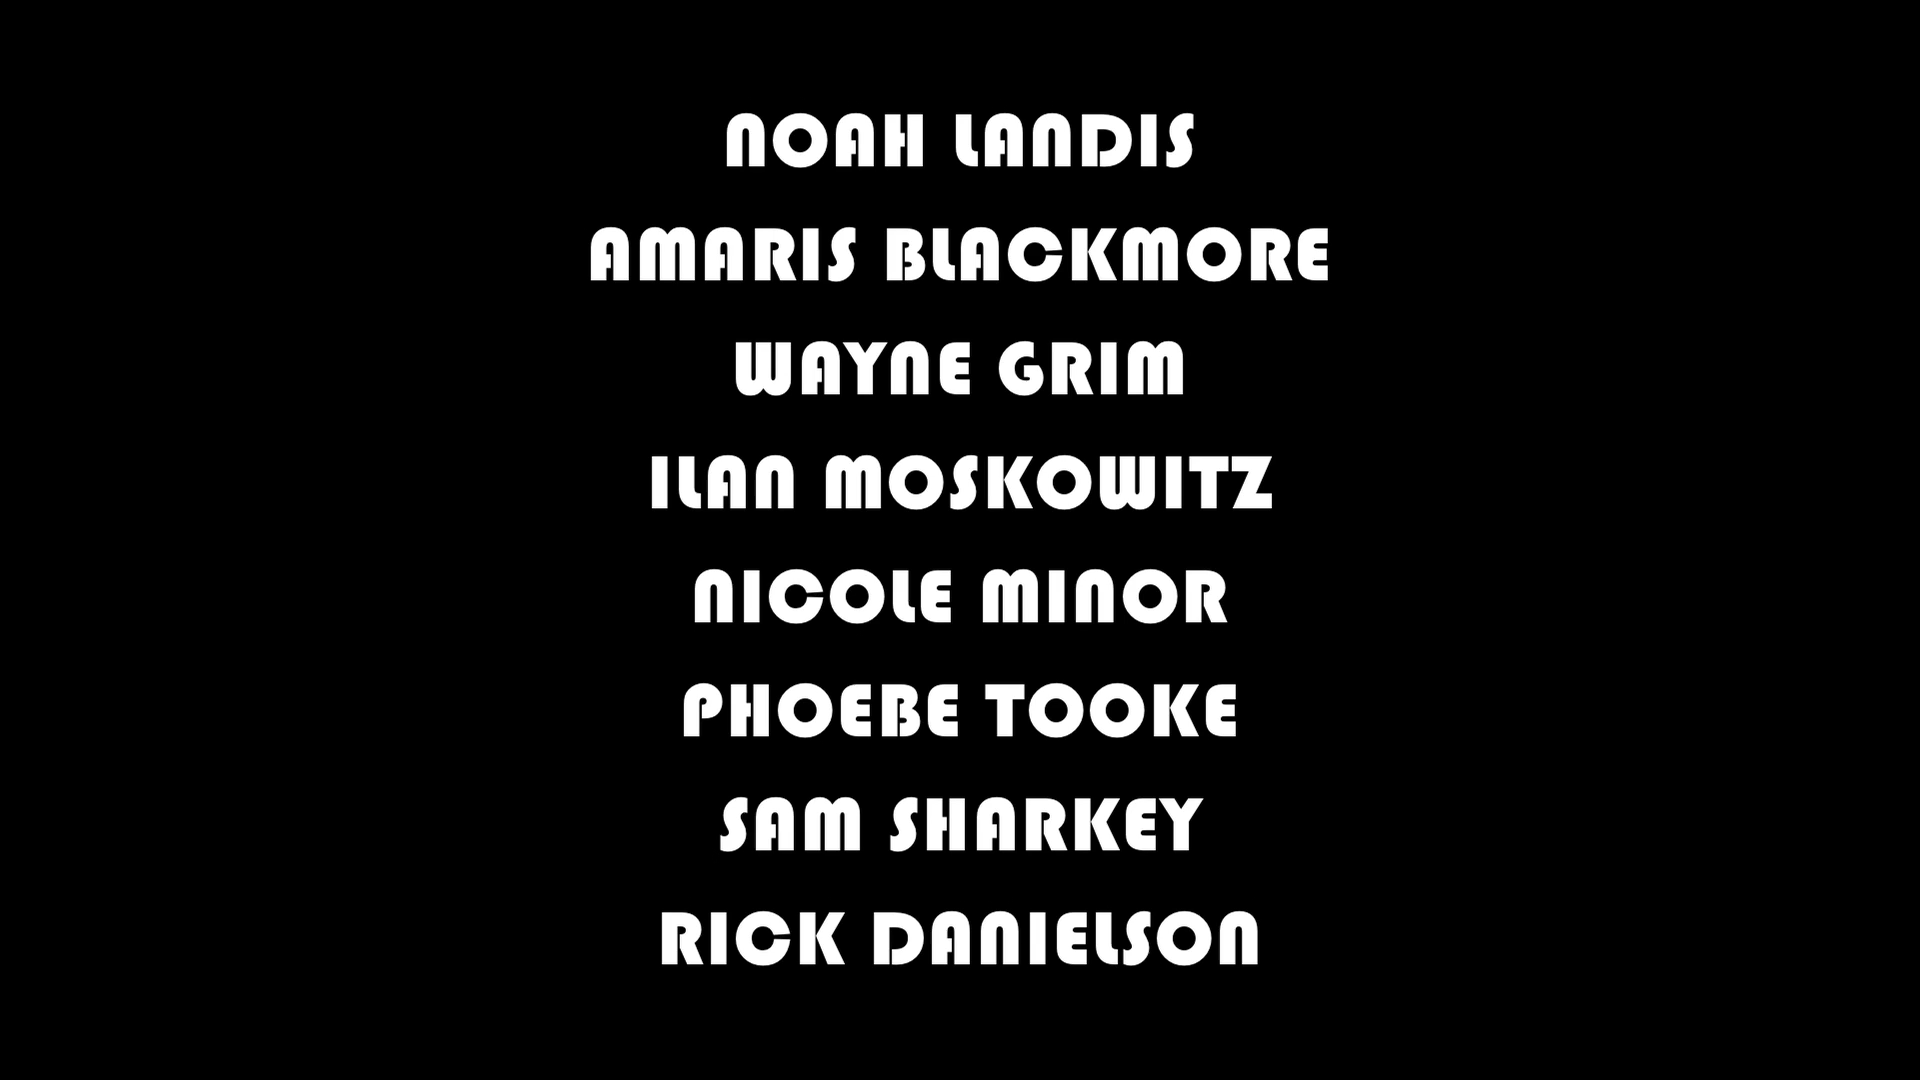 NOAH LANDIS
AMARIS BLACKMORE
WAYNE GRIM
ILAN MOSKOWITZ
NICOLE MINOR
PHOEBE TOOKE
SAM SHARKEY
RICK DANIELSON